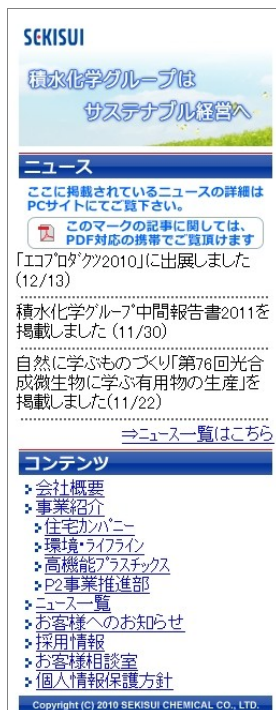 SEKISUI
積水化学グループは
サステナブル経営へ
ニュース
ここに掲載されているニュースの詳細は
PCサイトにてご覧下さい。
このマークの記事に関しては、
PDF対応の携帯でご覧頂けます
｢ｴｺﾌﾟﾛﾀﾞｸﾂ2010｣に出展しました
(12/13)
積水化学ｸﾞﾙｰﾌﾟ中間報告書2011を
掲載しました (11/30)
自然に学ぶものづくり｢第76回光合
成微生物に学ぶ有用物の生産｣を
掲載しました(11/22)
⇒ﾆｭｰｽ一覧はこちら
コンテンツ
会社概要
事業紹介
住宅ｶﾝﾊﾟﾆｰ
環境･ﾗｲﾌﾗｲﾝ
高機能ﾌﾟﾗｽﾁｯｸｽ
P2事業推進部
ﾆｭｰｽ一覧
お客様へのお知らせ
採用情報
お客様相談室
個人情報保護方針
Copyright (C) 2010 SEKISUI CHEMICAL CO., LTD.